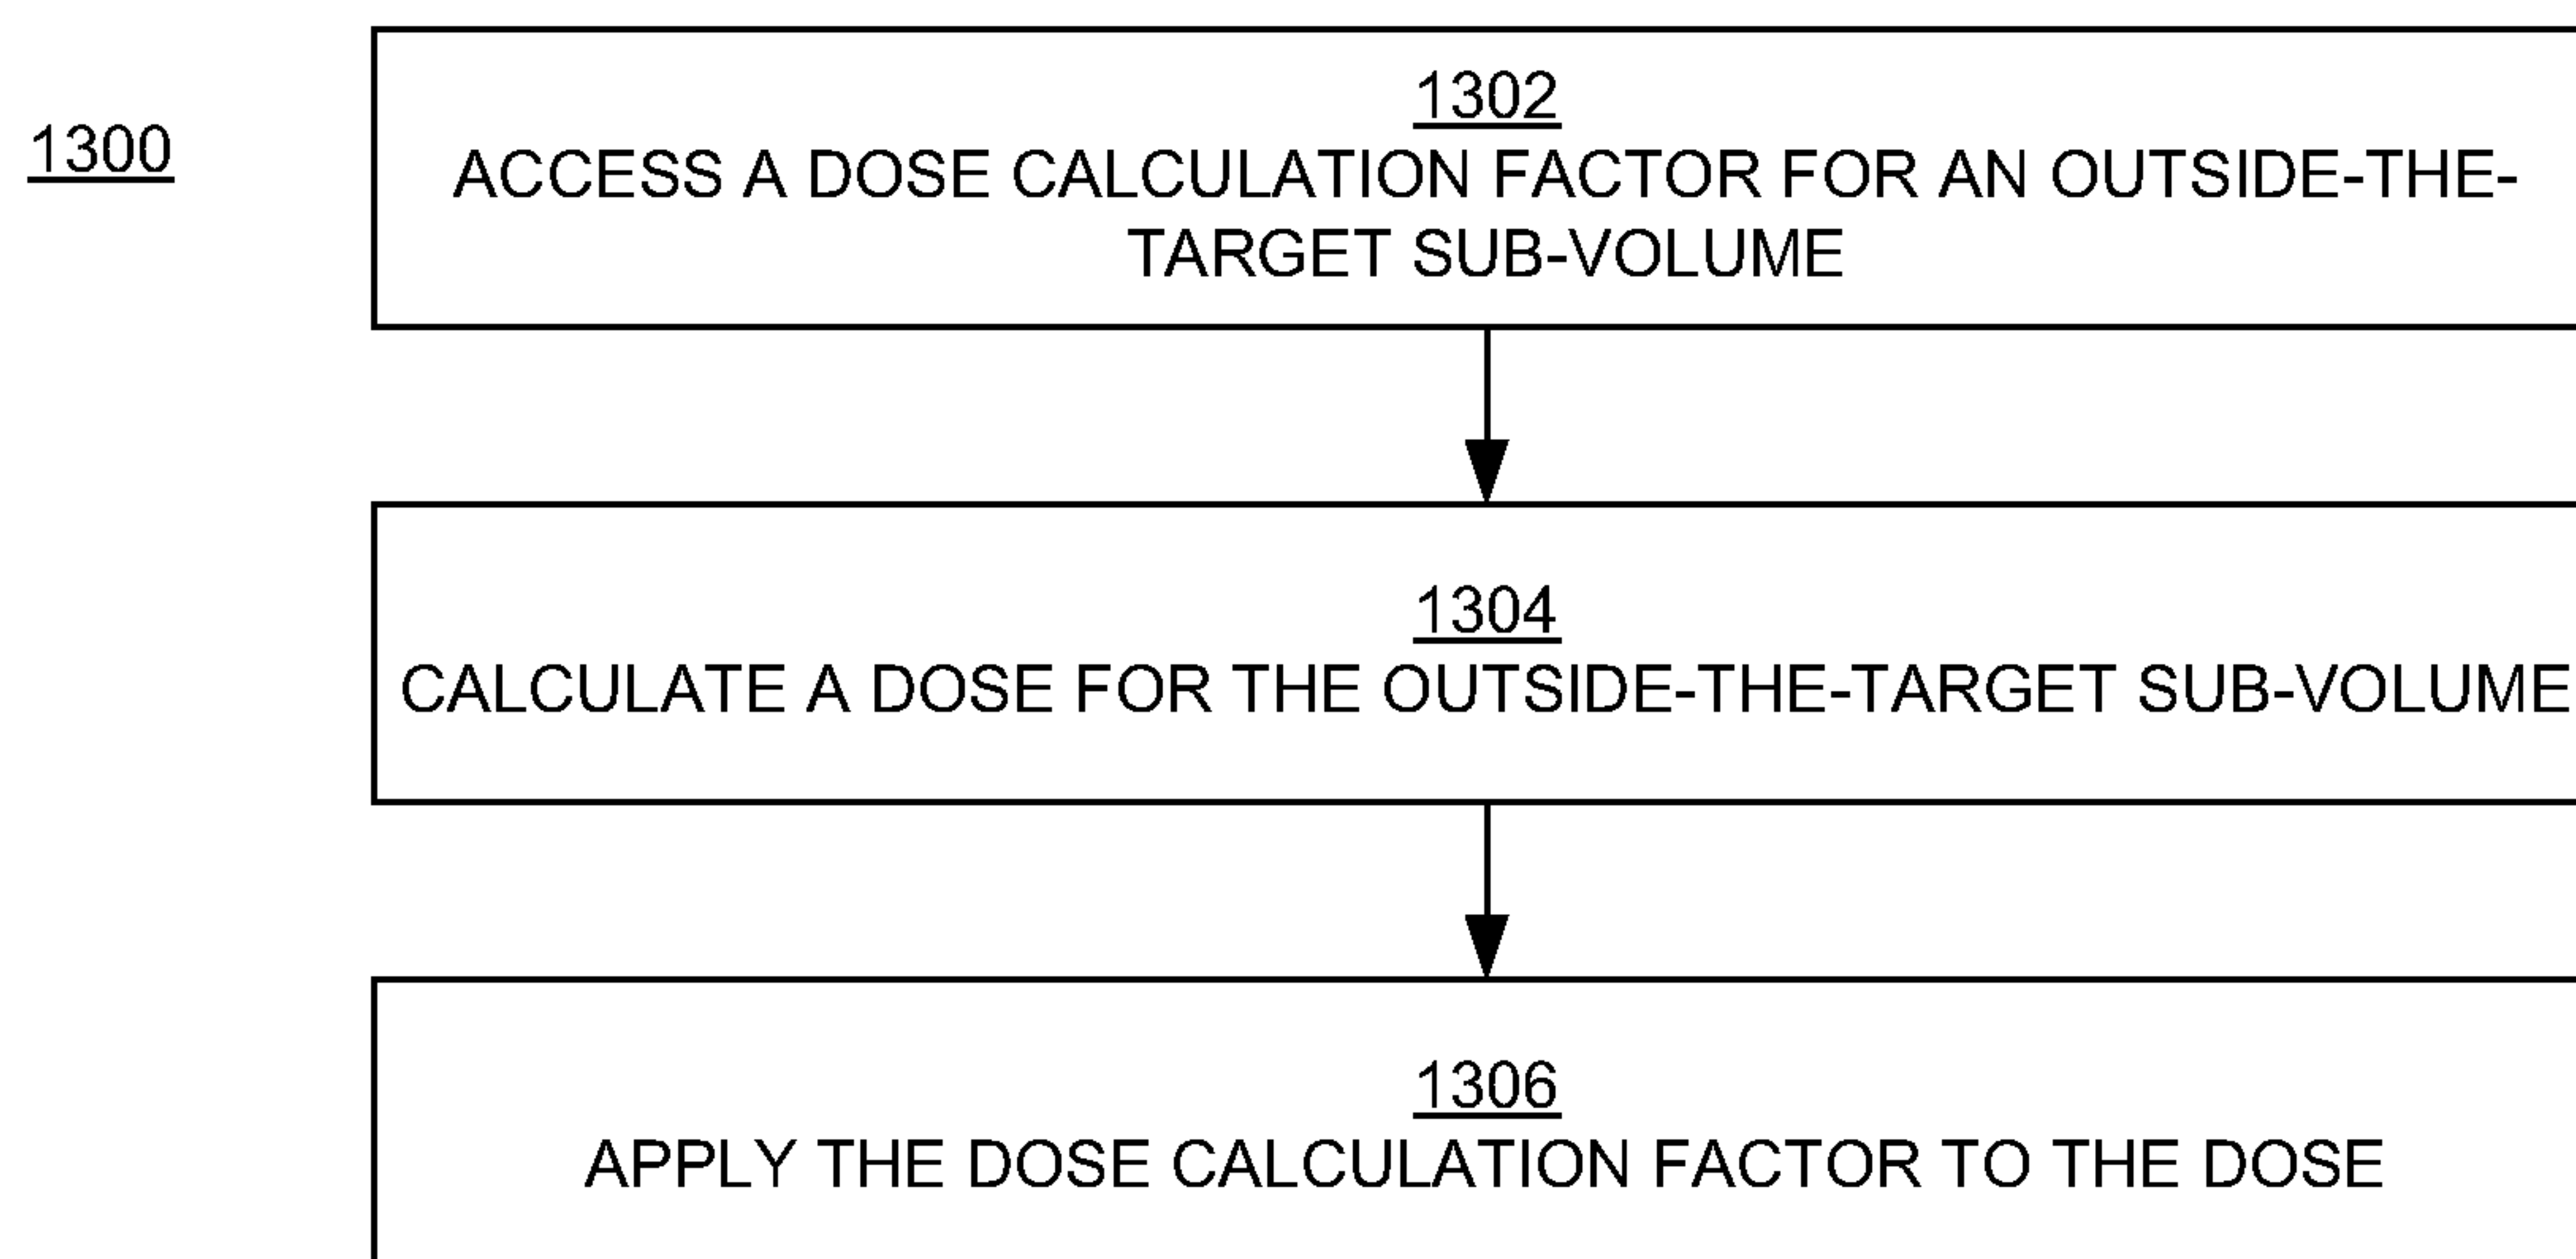 1300
1302
ACCESS A DOSE CALCULATION FACTOR FOR AN OUTSIDE-THE-
TARGET SUB-VOLUME
1304
CALCULATE A DOSE FOR THE OUTSIDE-THE-TARGET SUB-VOLUME
1306
APPLY THE DOSE CALCULATION FACTOR TO THE DOSE